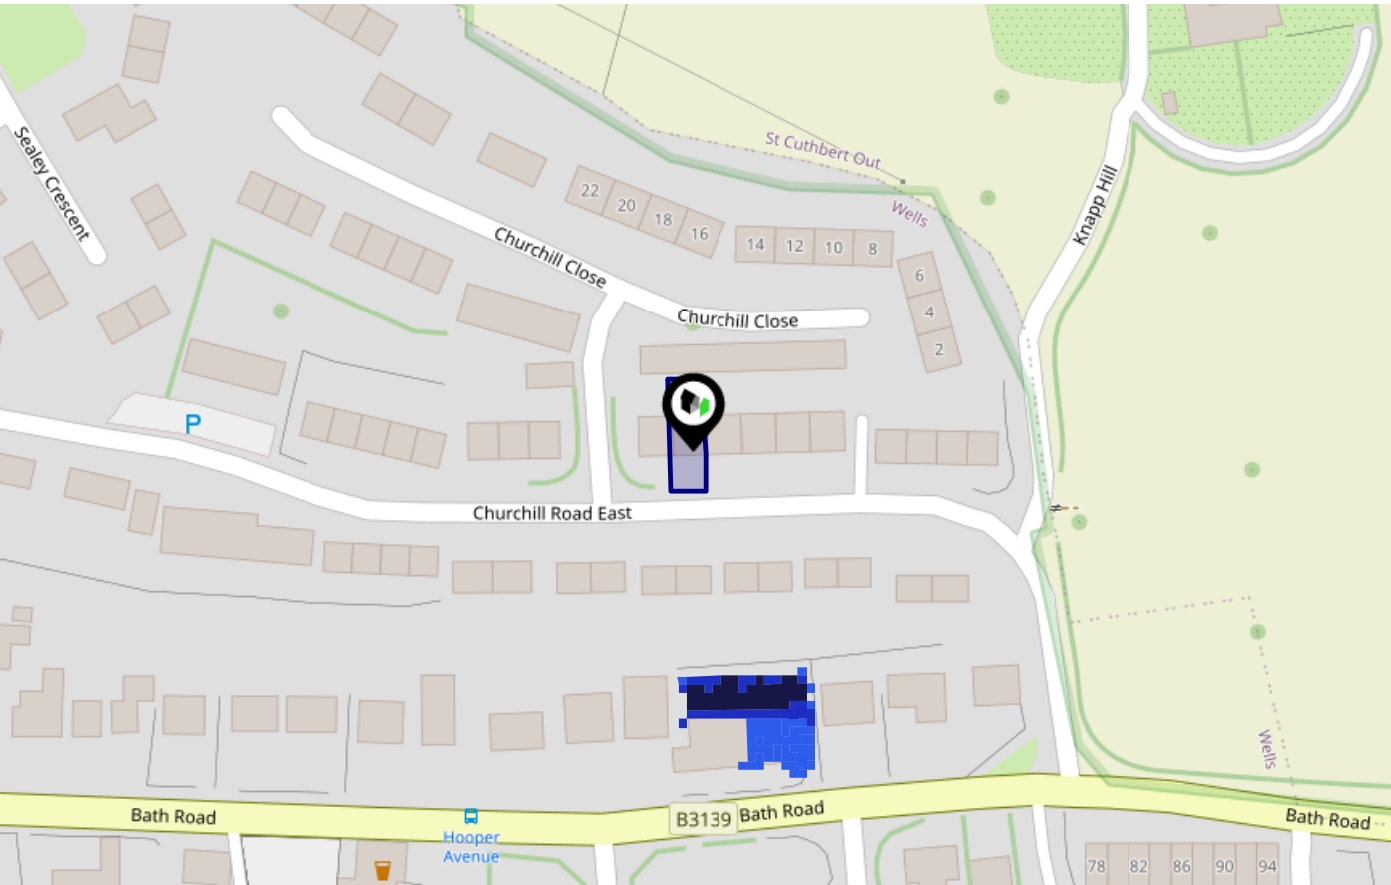 St Cuthbert Out
Wells
Knapp Hill
Sealey Crescent
22
20
18
16
14
12
10
8
6
4
2
Churchill Close
Churchill Close
P
Churchill Road East
Wells
Bath Road
B3139
Bath Road
Bath Road
Hooper
Avenue
78
82
86
90
94